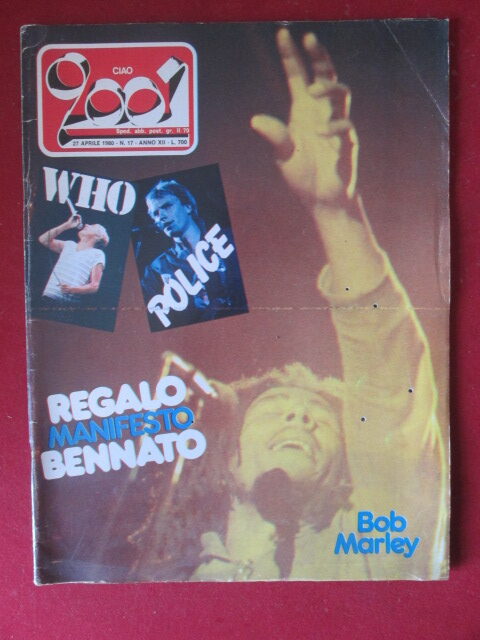 CIAO
2001
Sped. abb. post. gr. II 70
27 APRILE 1980 - N. 17 - ANNO XII - L. 700
WHO
POLICE
REGALO
MANIFESTO
BENNATO
Bob
Marley